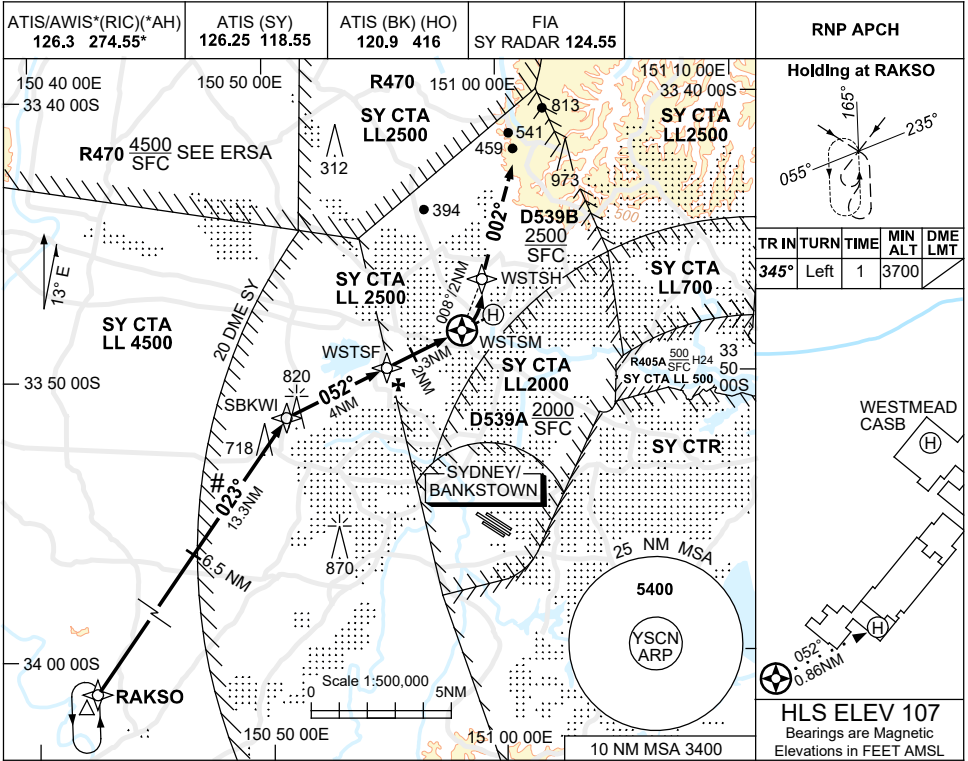 ATIS/AWIS*(RIC)(*AH)
126.3 274.55*
ATIS (SY)
126.25 118.55
ATIS (BK) (HO)
120.9 416
FIA
SY RADAR 124.55
RNP APCH
150 40 00E
150 50 00E
151 00 00E
151 10 00E
33 40 00S
33 40 00S
R470
SY CTA
LL2500
R470 4500
SFC
SEE ERSA
312
813
541
459
973
SY CTA
LL2500
394
002°
D539B
2500
SFC
500
13° E
SY CTA
LL 4500
20 DME SY
SY CTA
LL 2500
008°/2NM
WSTSH
SY CTA
LL700
H
WSTSM
WSTSF
3NM
2NM
SY CTA
LL2000
R405A 500
SFC
H24
SY CTA LL 500
33
50
00S
33 50 00S
820
052°
4NM
SBKWI
718
D539A 2000
SFC
SY CTR
SYDNEY/
BANKSTOWN
#
023°
13.3NM
870
6.5 NM
25 NM MSA
5400
YSCN
ARP
10 NM MSA 3400
34 00 00S
RAKSO
Scale 1:500,000
0
5NM
150 50 00E
151 00 00E
Holding at RAKSO
165°
235°
055°
TR IN
TURN
TIME
MIN
ALT
DME
LMT
345°
Left
1
3700
WESTMEAD
CASB
H
H
052°
0.86NM
HLS ELEV 107
Bearings are Magnetic
Elevations in FEET AMSL